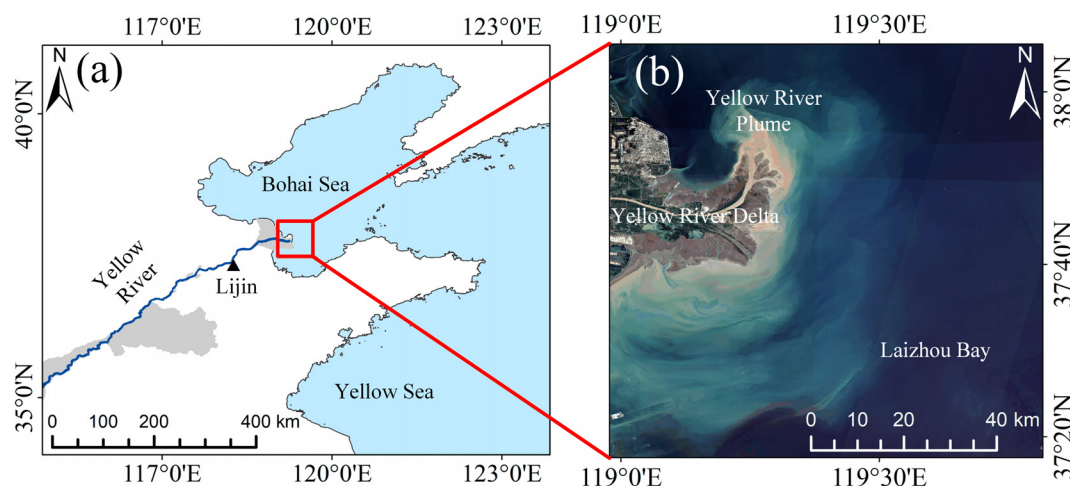 117°0'E 120°0'E 123°0'E
N
(a)
40°0'N
Bohai Sea
Yellow
River
Lijin
Yellow Sea
35°0'N
0 100 200 400 km
117°0'E 120°0'E 123°0'E
119°0'E 119°30'E
(b)
N
Yellow River
Plume
38°0'N
Yellow River Delta
37°40'N
Laizhou Bay
0 10 20 40 km
37°20'N
119°0'E 119°30'E